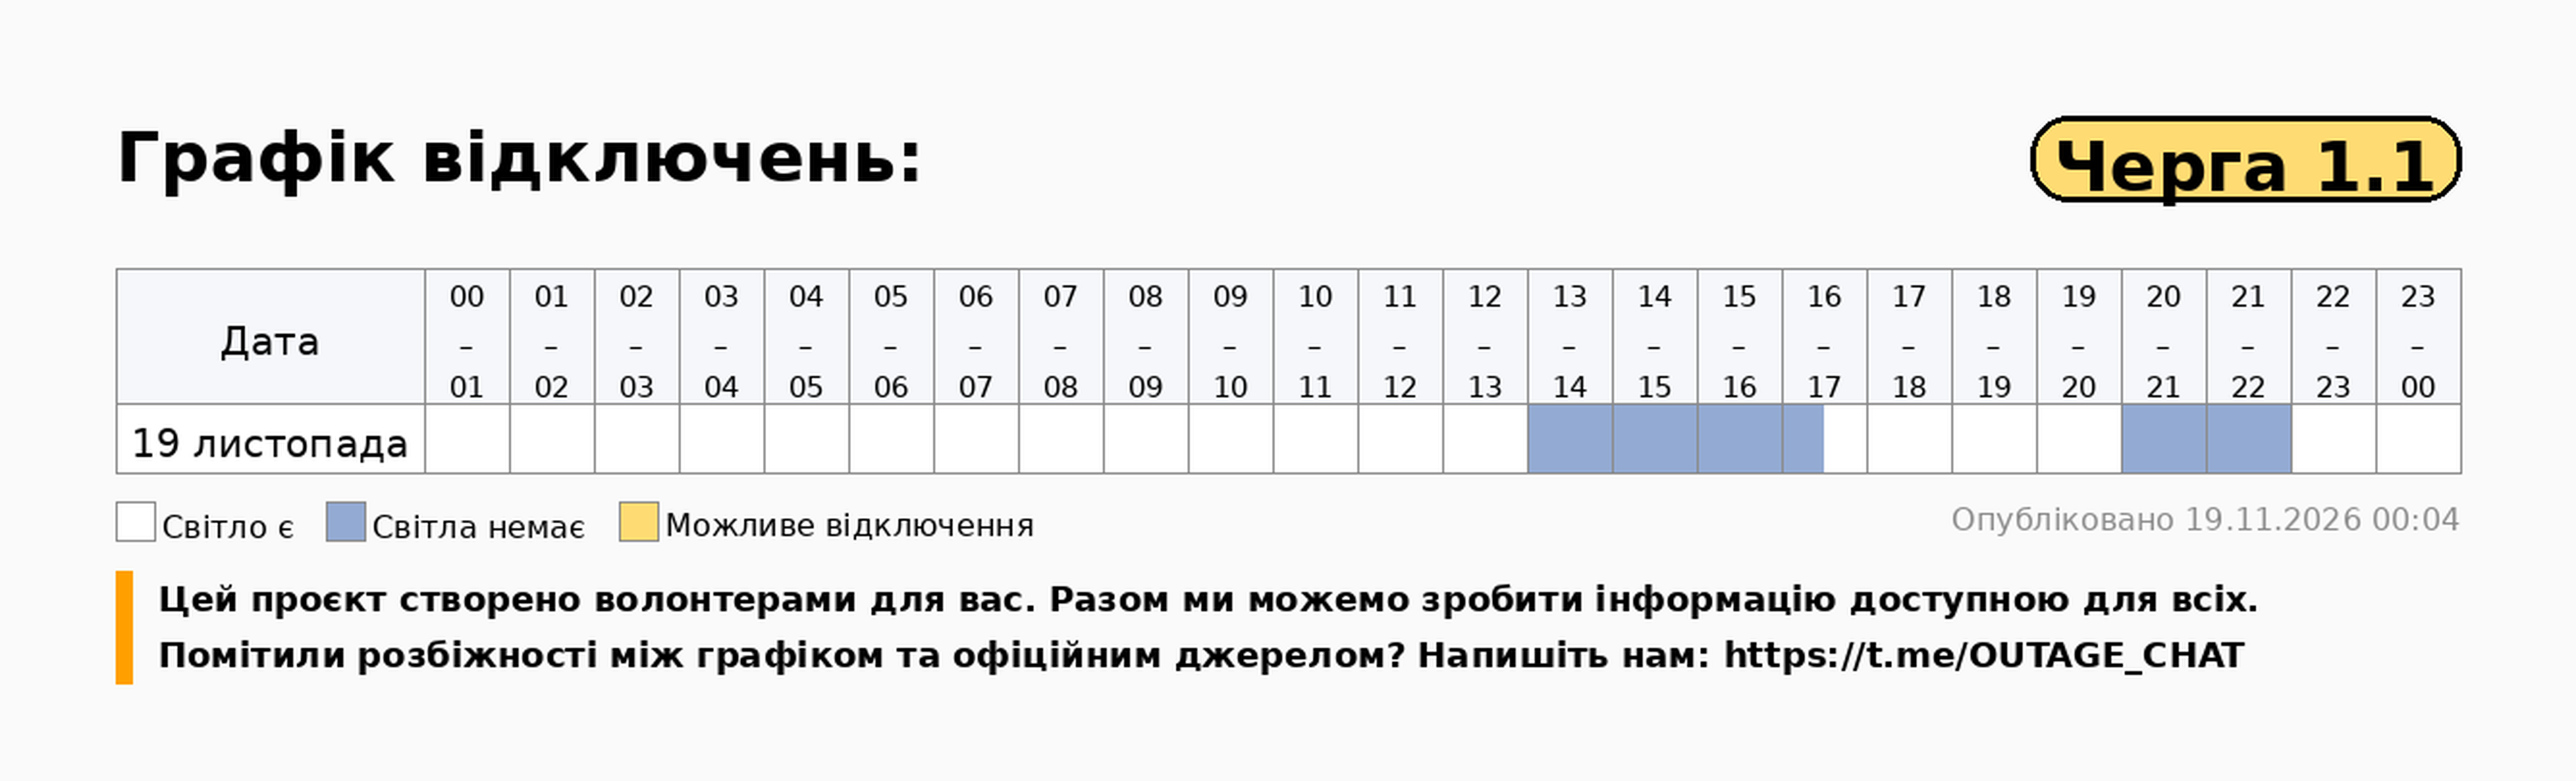 Графік відключень:
Черга 1.1
Дата 00 – 01 01 – 02 02 – 03 03 – 04 04 – 05 05 – 06 06 – 07 07 – 08 08 – 09 09 – 10 10 – 11 11 – 12 12 – 13 13 – 14 14 – 15 15 – 16 16 – 17 17 – 18 18 – 19 19 – 20 20 – 21 21 – 22 22 – 23 23 – 00
19 листопада
Світло є Світла немає Можливе відключення
Опубліковано 19.11.2026 00:04
Цей проєкт створено волонтерами для вас. Разом ми можемо зробити інформацію доступною для всіх.
Помітили розбіжності між графіком та офіційним джерелом? Напишіть нам: https://t.me/OUTAGE_CHAT